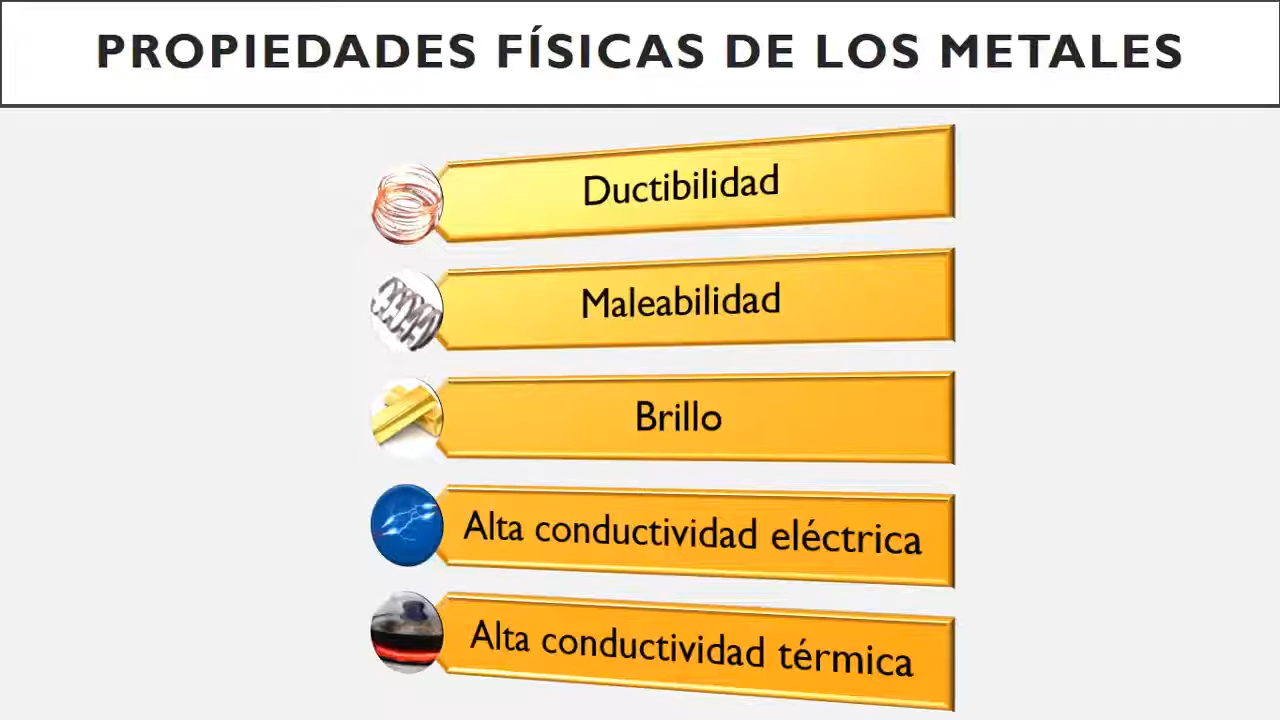 PROPIEDADES FÍSICAS DE LOS METALES
Ductibilidad
Maleabilidad
Brillo
Alta conductividad eléctrica
Alta conductividad térmica